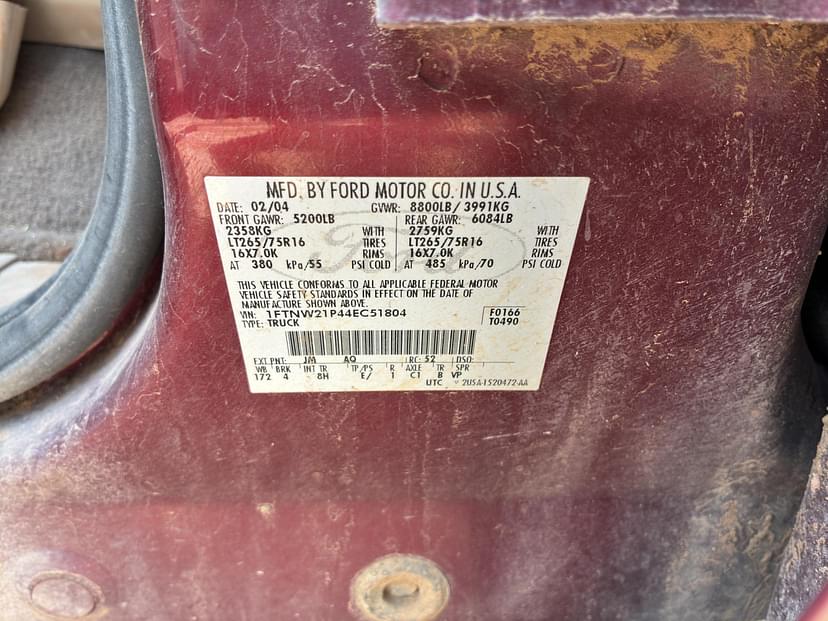 MFD. BY FORD MOTOR CO. IN U.S.A.
DATE: 02/04 GVWR: 8800LB/3991KG
FRONT GAWR: 5200LB REAR GAWR: 6084LB
2358KG WITH 2759KG WITH
LT265/75R16 TIRES LT265/75R16 TIRES
16X7.0K RIMS 16X7.0K RIMS
AT 380 kPa/55 PSI COLD AT 485 kPa/70 PSI COLD
THIS VEHICLE CONFORMS TO ALL APPLICABLE FEDERAL MOTOR
VEHICLE SAFETY STANDARDS IN EFFECT ON THE DATE OF
MANUFACTURE SHOWN ABOVE.
VIN: 1FTNW21P44EC51804 F0166
TYPE: TRUCK T0490
EXT PNT: JM AQ RC: 52 DSO:
WB BRK INT TR TP/PS R AXLE TR SPR
172 4 8H E/ 1 C1 B VP
UTC 2USA-1520472-AA
Ford